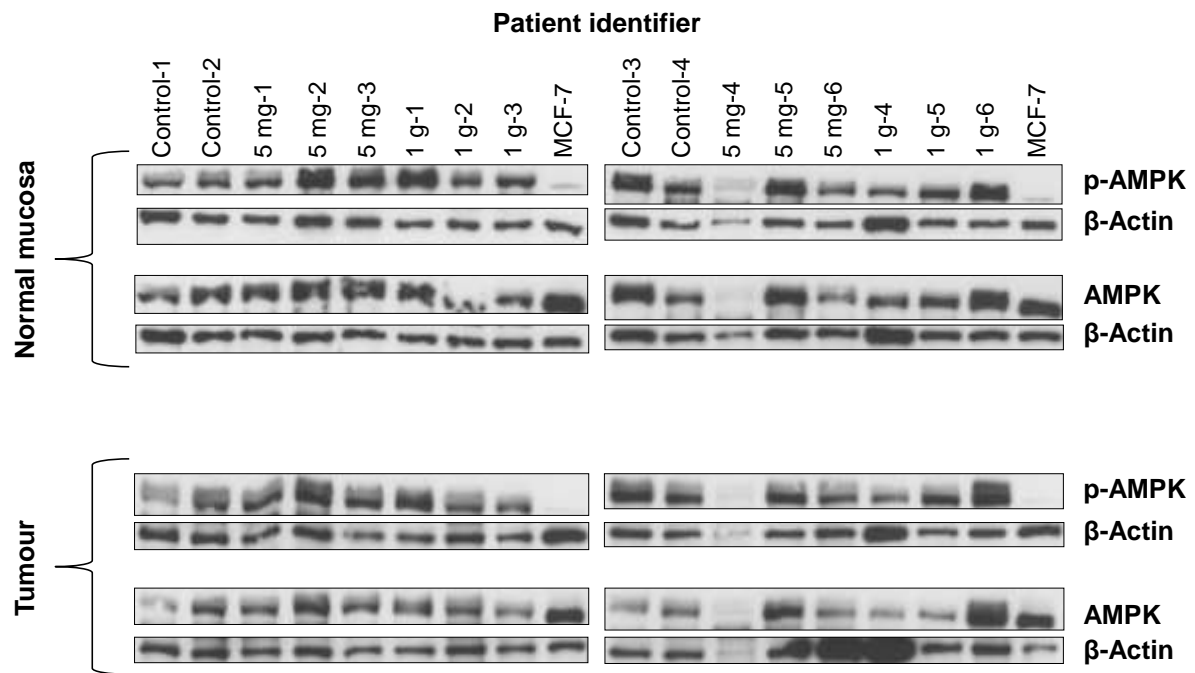 Patient identifier
Control-1
Control-2
5 mg-1
5 mg-2
5 mg-3
1 g-1
1 g-2
1 g-3
MCF-7
Control-3
Control-4
5 mg-4
5 mg-5
5 mg-6
1 g-4
1 g-5
1 g-6
MCF-7
Normal mucosa
p-AMPK
β-Actin
AMPK
β-Actin
Tumour
p-AMPK
β-Actin
AMPK
β-Actin